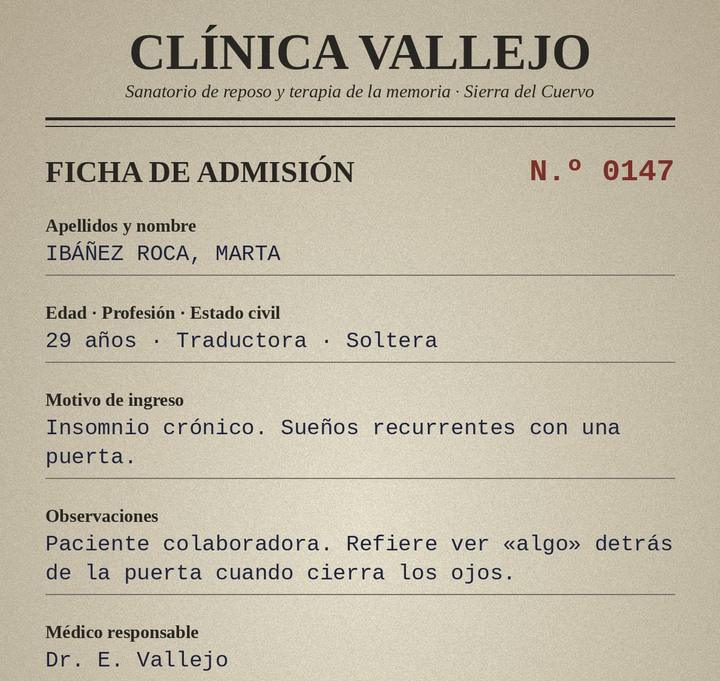 CLÍNICA VALLEJO
Sanatorio de reposo y terapia de la memoria · Sierra del Cuervo
FICHA DE ADMISIÓN N.º 0147
Apellidos y nombre
IBÁÑEZ ROCA, MARTA
Edad · Profesión · Estado civil
29 años · Traductora · Soltera
Motivo de ingreso
Insomnio crónico. Sueños recurrentes con una
puerta.
Observaciones
Paciente colaboradora. Refiere ver «algo» detrás
de la puerta cuando cierra los ojos.
Médico responsable
Dr. E. Vallejo